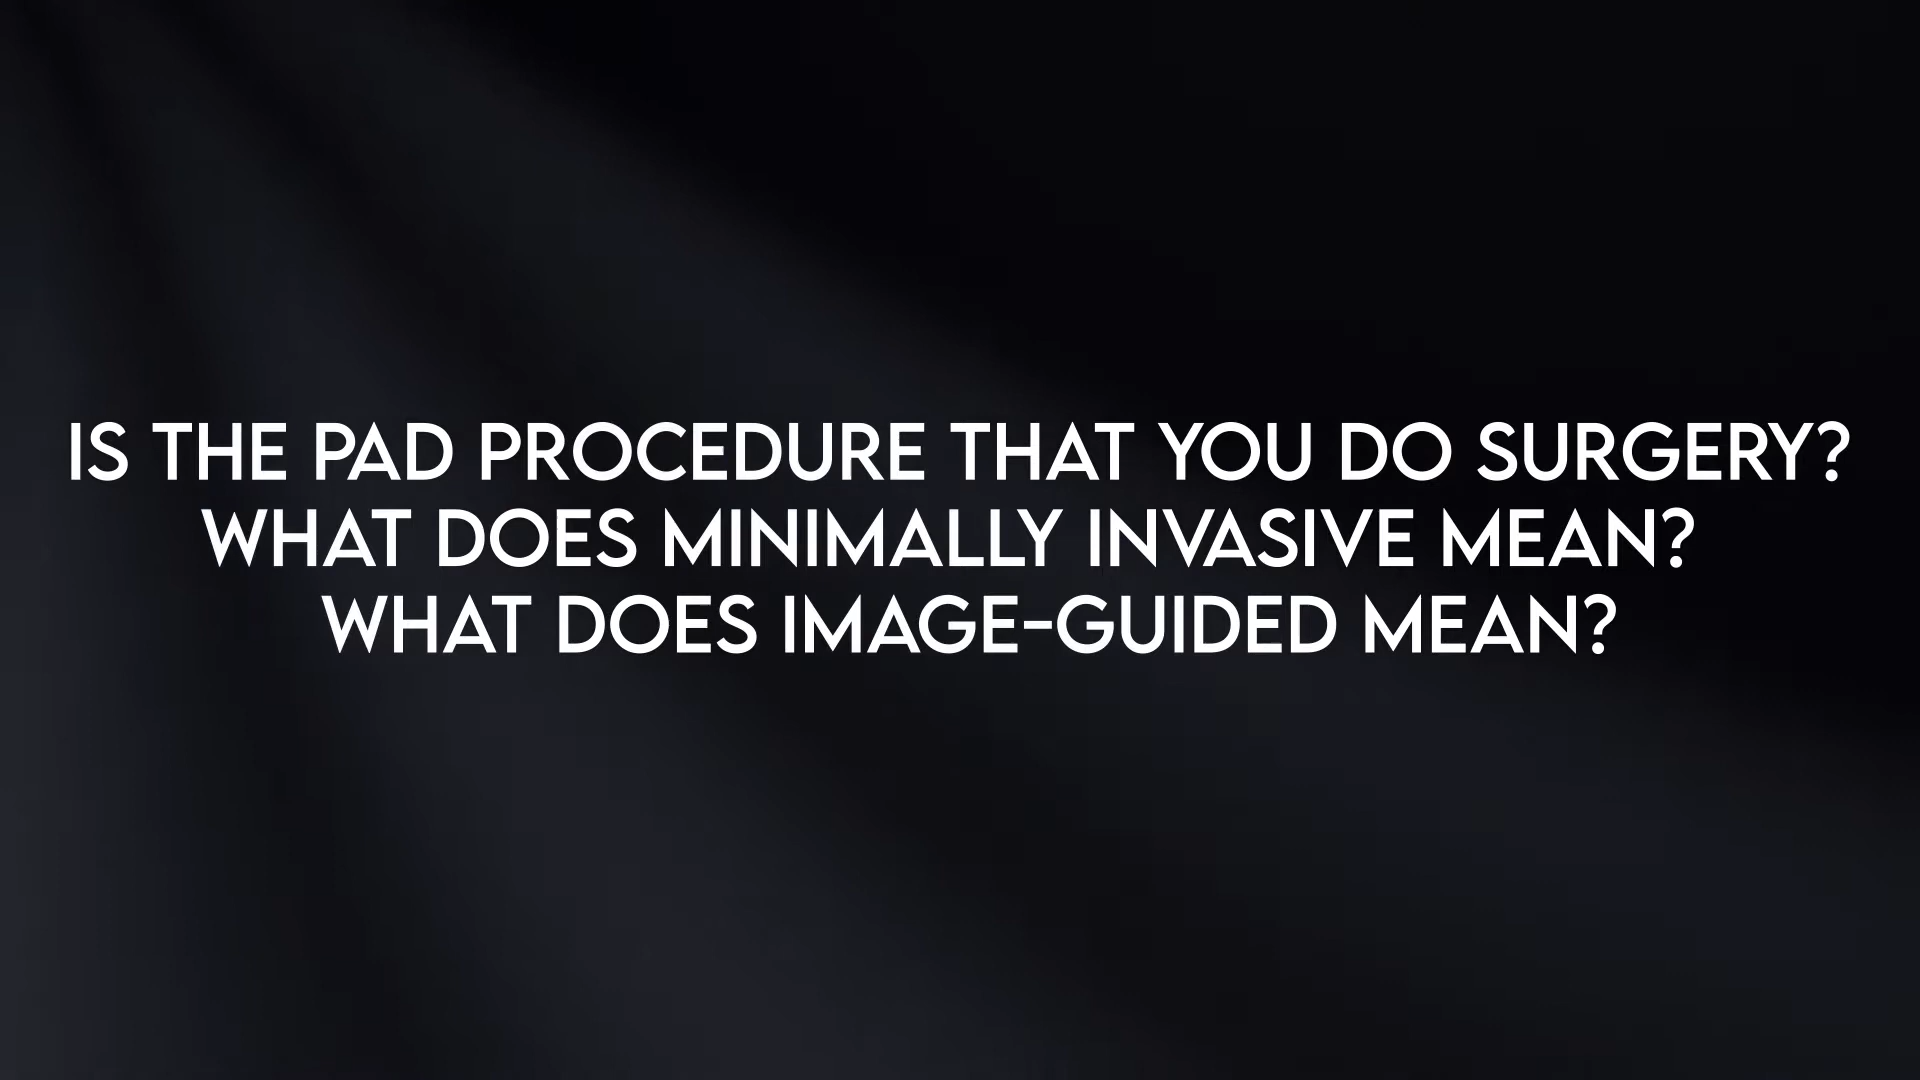 IS THE PAD PROCEDURE THAT YOU DO SURGERY?
WHAT DOES MINIMALLY INVASIVE MEAN?
WHAT DOES IMAGE-GUIDED MEAN?